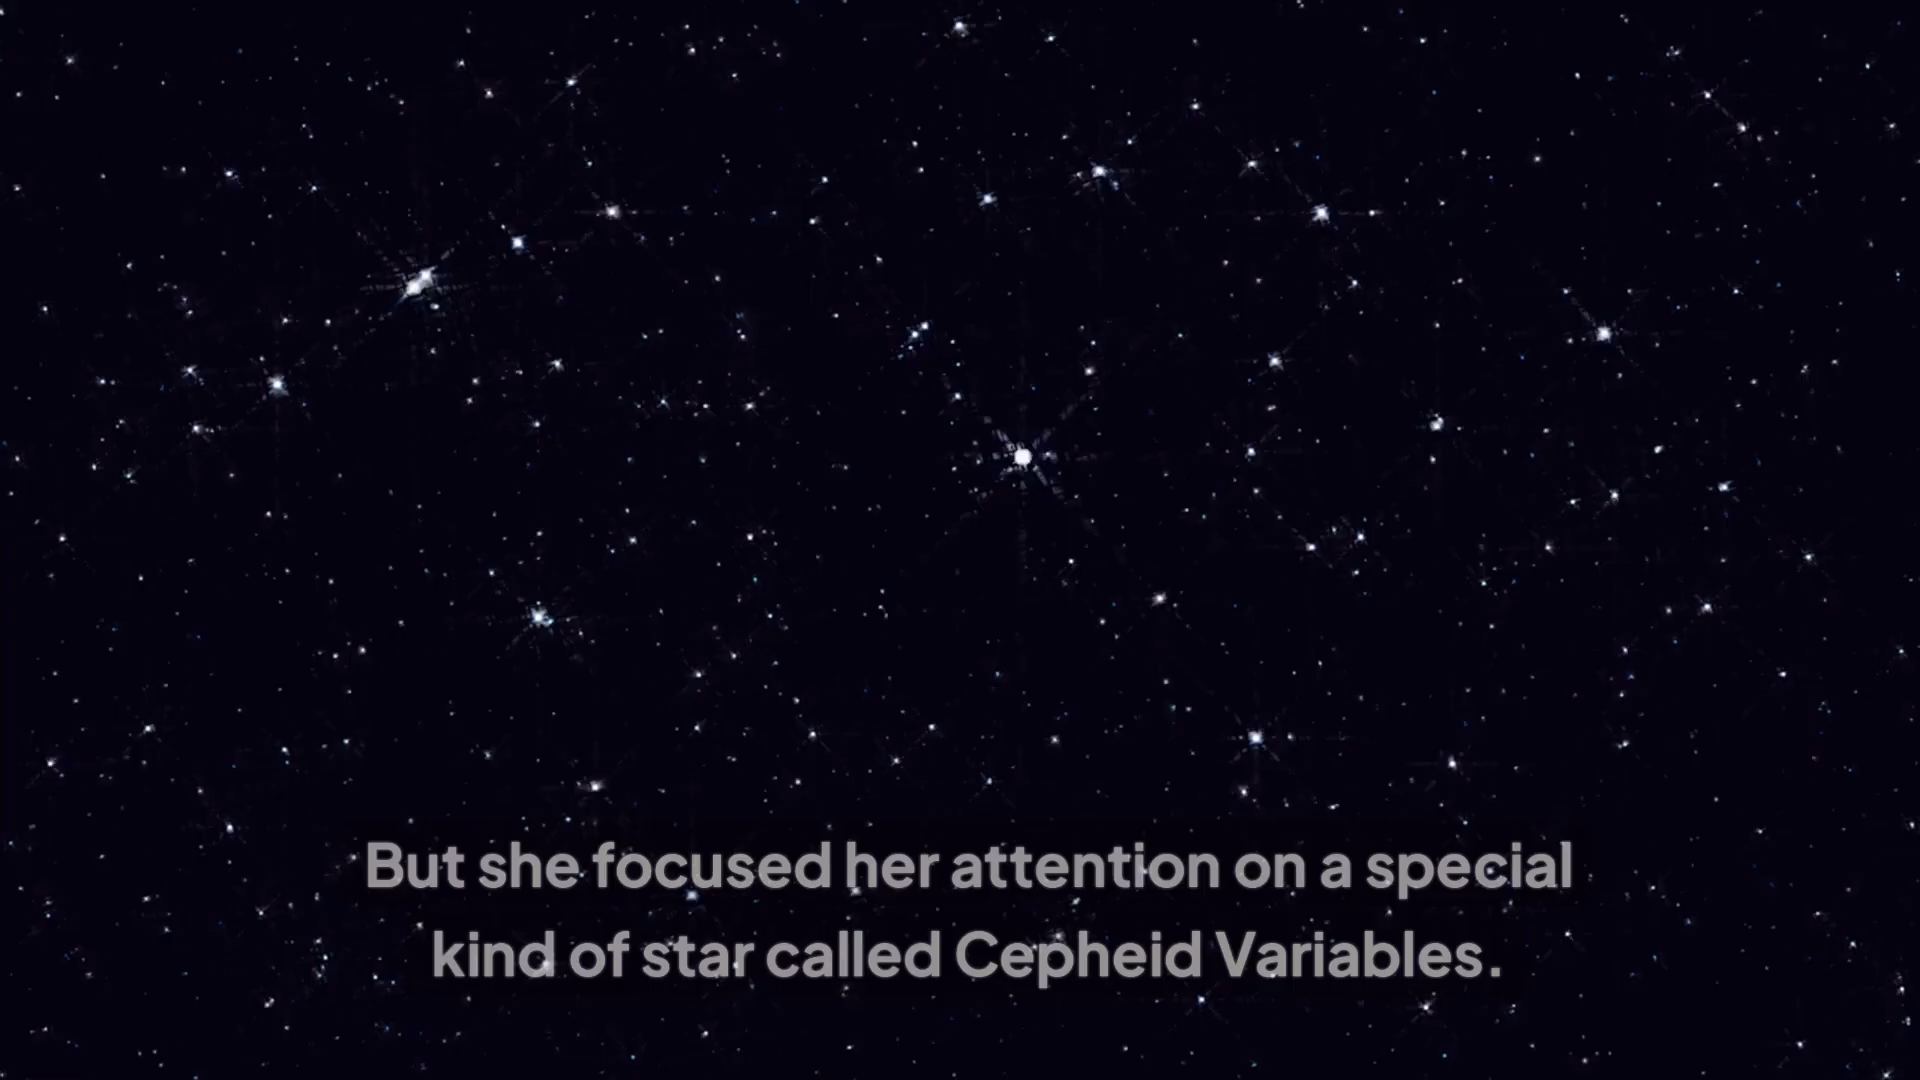 But she focused her attention on a special
kind of star called Cepheid Variables.